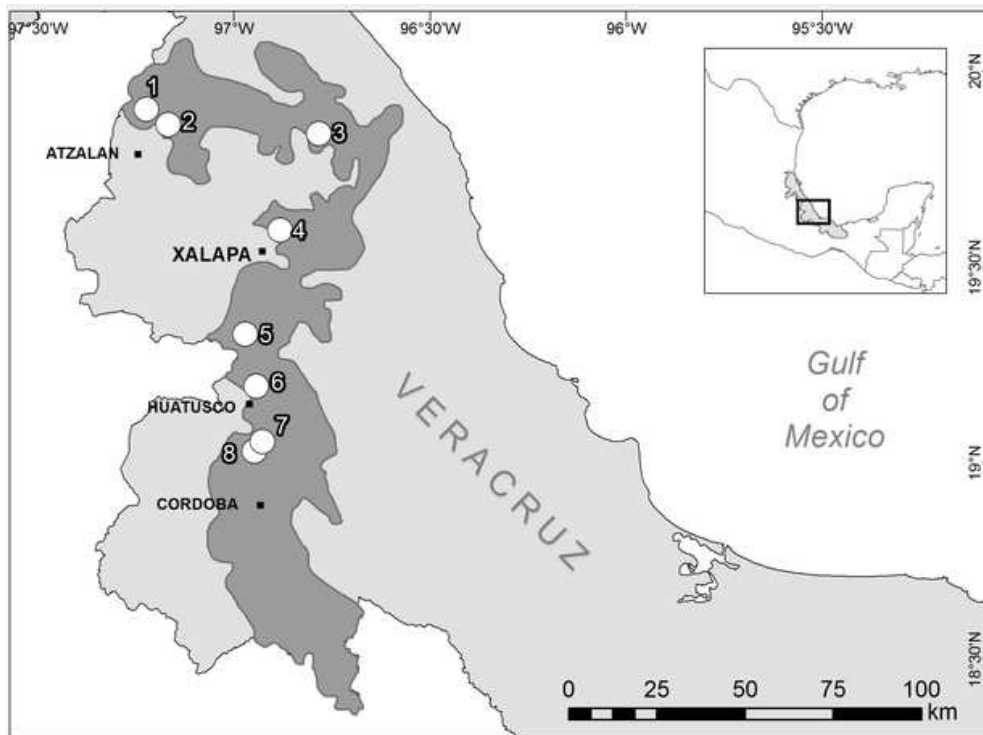 97°30'W
97°W
96°30'W
96°W
95°30'W
20°N
1
2
3
ATZALAN
4
XALAPA
19°30'N
5
Gulf
of
Mexico
6
HUATUSCO
7
8
VERACRUZ
19°N
CORDOBA
18°30'N
0 25 50 75 100
km